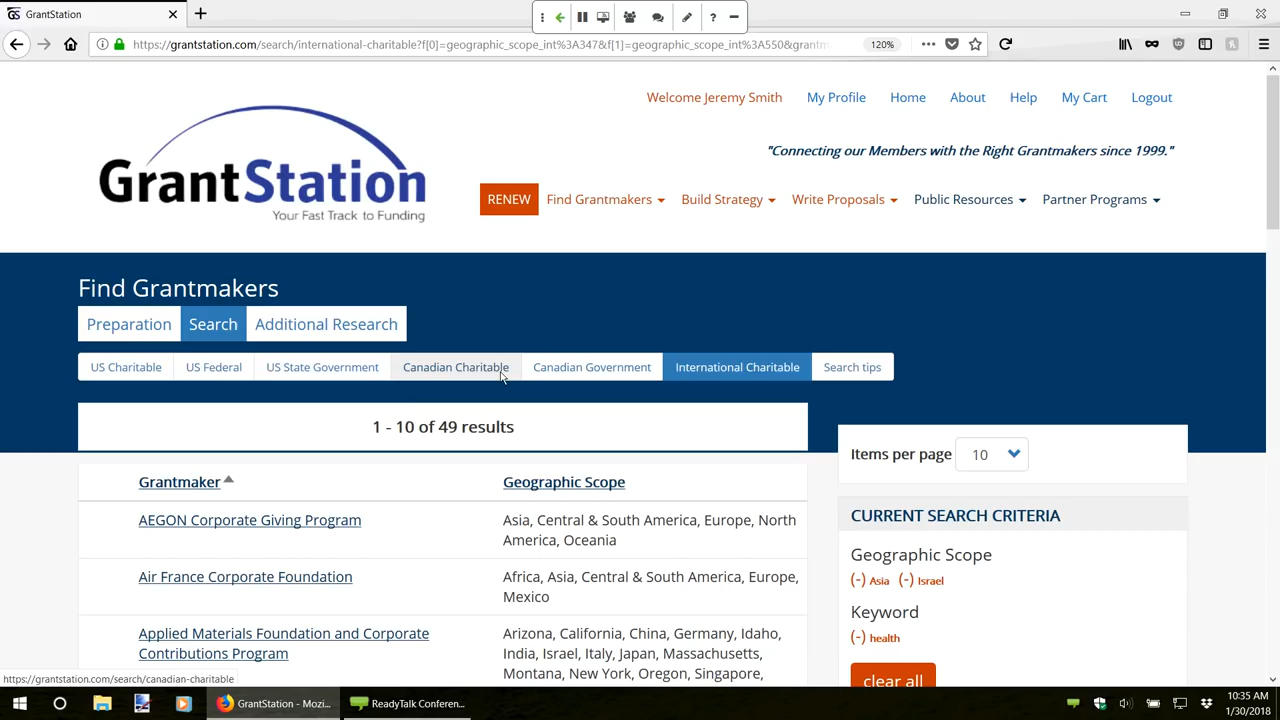 GrantStation
https://grantstation.com/search/international-charitable?f[0]=geographic_scope_int%3A347&f[1]=geographic_scope_int%3A550&grantm
120%
Welcome Jeremy Smith
My Profile
Home
About
Help
My Cart
Logout
GrantStation
Your Fast Track to Funding
"Connecting our Members with the Right Grantmakers since 1999."
RENEW
Find Grantmakers
Build Strategy
Write Proposals
Public Resources
Partner Programs
Find Grantmakers
Preparation
Search
Additional Research
US Charitable
US Federal
US State Government
Canadian Charitable
Canadian Government
International Charitable
Search tips
1 - 10 of 49 results
Items per page
10
Grantmaker
Geographic Scope
AEGON Corporate Giving Program
Asia, Central & South America, Europe, North
America, Oceania
Air France Corporate Foundation
Africa, Asia, Central & South America, Europe,
Mexico
Applied Materials Foundation and Corporate
Contributions Program
Arizona, California, China, Germany, Idaho,
India, Israel, Italy, Japan, Massachusetts,
Montana, New York, Oregon, Singapore,
CURRENT SEARCH CRITERIA
Geographic Scope
(-) Asia (-) Israel
Keyword
(-) health
clear all
https://grantstation.com/search/canadian-charitable
GrantStation - Mozi...
ReadyTalk Conferen...
10:35 AM
1/30/2018